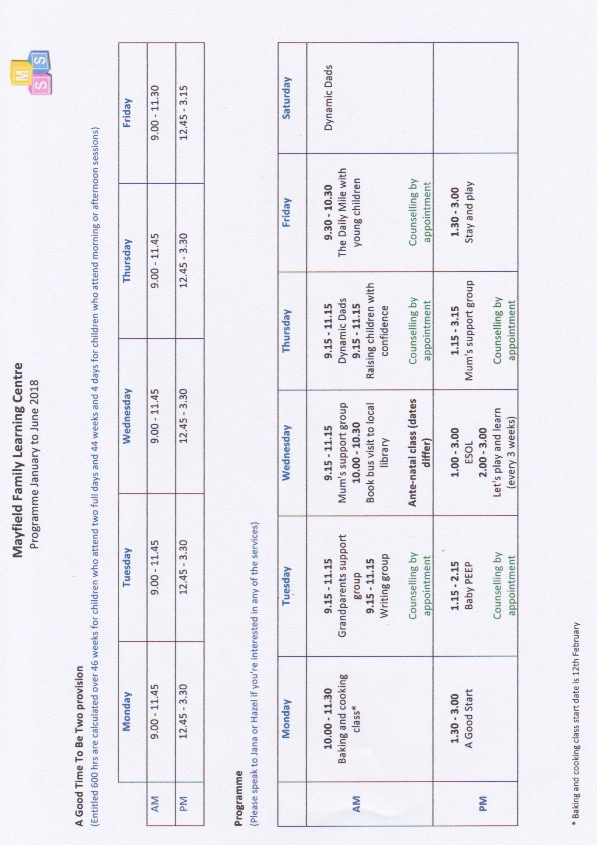 M S S
Mayfield Family Learning Centre
Programme January to June 2018
A Good Time To Be Two provision
(Entitled 600 hrs are calculated over 46 weeks for children who attend two full days and 44 weeks and 4 days for children who attend morning or afternoon sessions)
Monday Tuesday Wednesday Thursday Friday
AM 9.00 - 11.45 9.00 - 11.45 9.00 - 11.45 9.00 - 11.45 9.00 - 11.30
PM 12.45 - 3.30 12.45 - 3.30 12.45 - 3.30 12.45 - 3.30 12.45 - 3.15
Programme
(Please speak to Jana or Hazel if you're interested in any of the services)
Monday Tuesday Wednesday Thursday Friday Saturday
AM
10.00 - 11.30
Baking and cooking
class*
9.15 - 11.15
Grandparents support
group
9.15 - 11.15
Writing group
Counselling by
appointment
9.15 - 11.15
Mum's support group
10.00 - 10.30
Book bus visit to local
library
Ante-natal class (dates
differ)
9.15 - 11.15
Dynamic Dads
9.15 - 11.15
Raising children with
confidence
Counselling by
appointment
9.30 - 10.30
The Daily Mile with
young children
Counselling by
appointment
Dynamic Dads
PM
1.30 - 3.00
A Good Start
1.15 - 2.15
Baby PEEP
Counselling by
appointment
1.00 - 3.00
ESOL
2.00 - 3.00
Let's play and learn
(every 3 weeks)
1.15 - 3.15
Mum's support group
Counselling by
appointment
1.30 - 3.00
Stay and play
* Baking and cooking class start date is 12th February